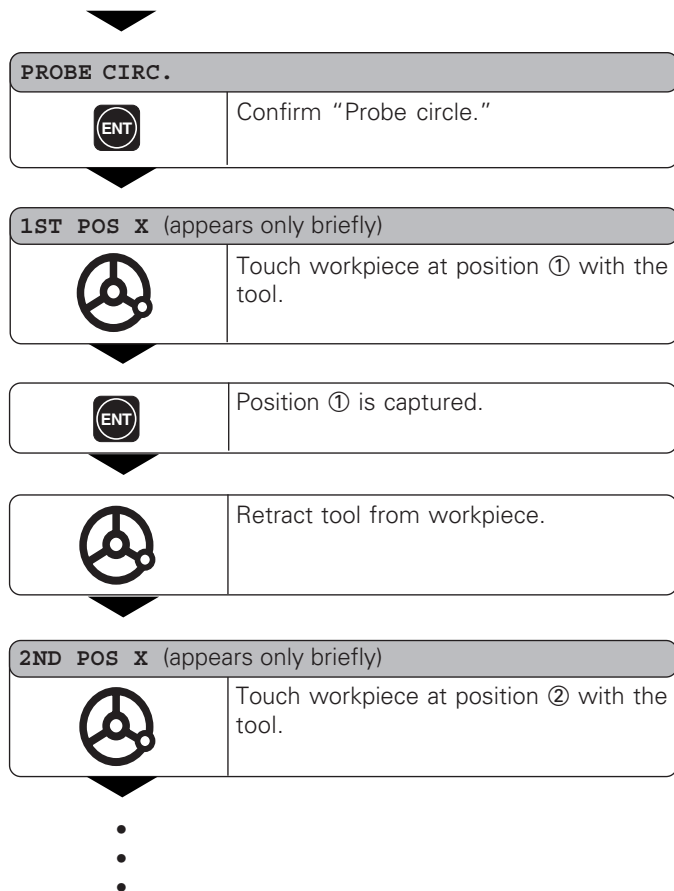 PROBE CIRC.
ENT
Confirm “Probe circle.”
1ST POS X (appears only briefly)
Touch workpiece at position ① with the
tool.
ENT
Position ① is captured.
Retract tool from workpiece.
2ND POS X (appears only briefly)
Touch workpiece at position ② with the
tool.